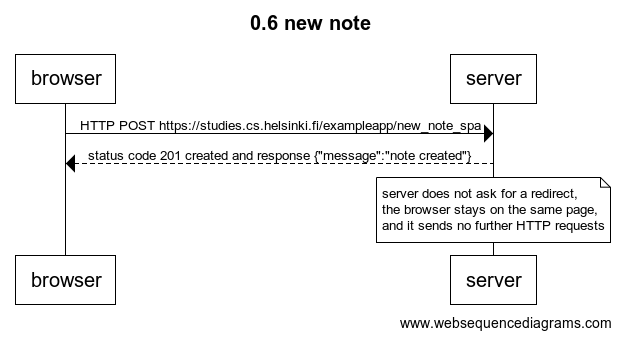 0.6 new note
browser
server
HTTP POST https://studies.cs.helsinki.fi/exampleapp/new_note_spa
status code 201 created and response {"message":"note created"}
server does not ask for a redirect,
the browser stays on the same page,
and it sends no further HTTP requests
browser
server
www.websequencediagrams.com